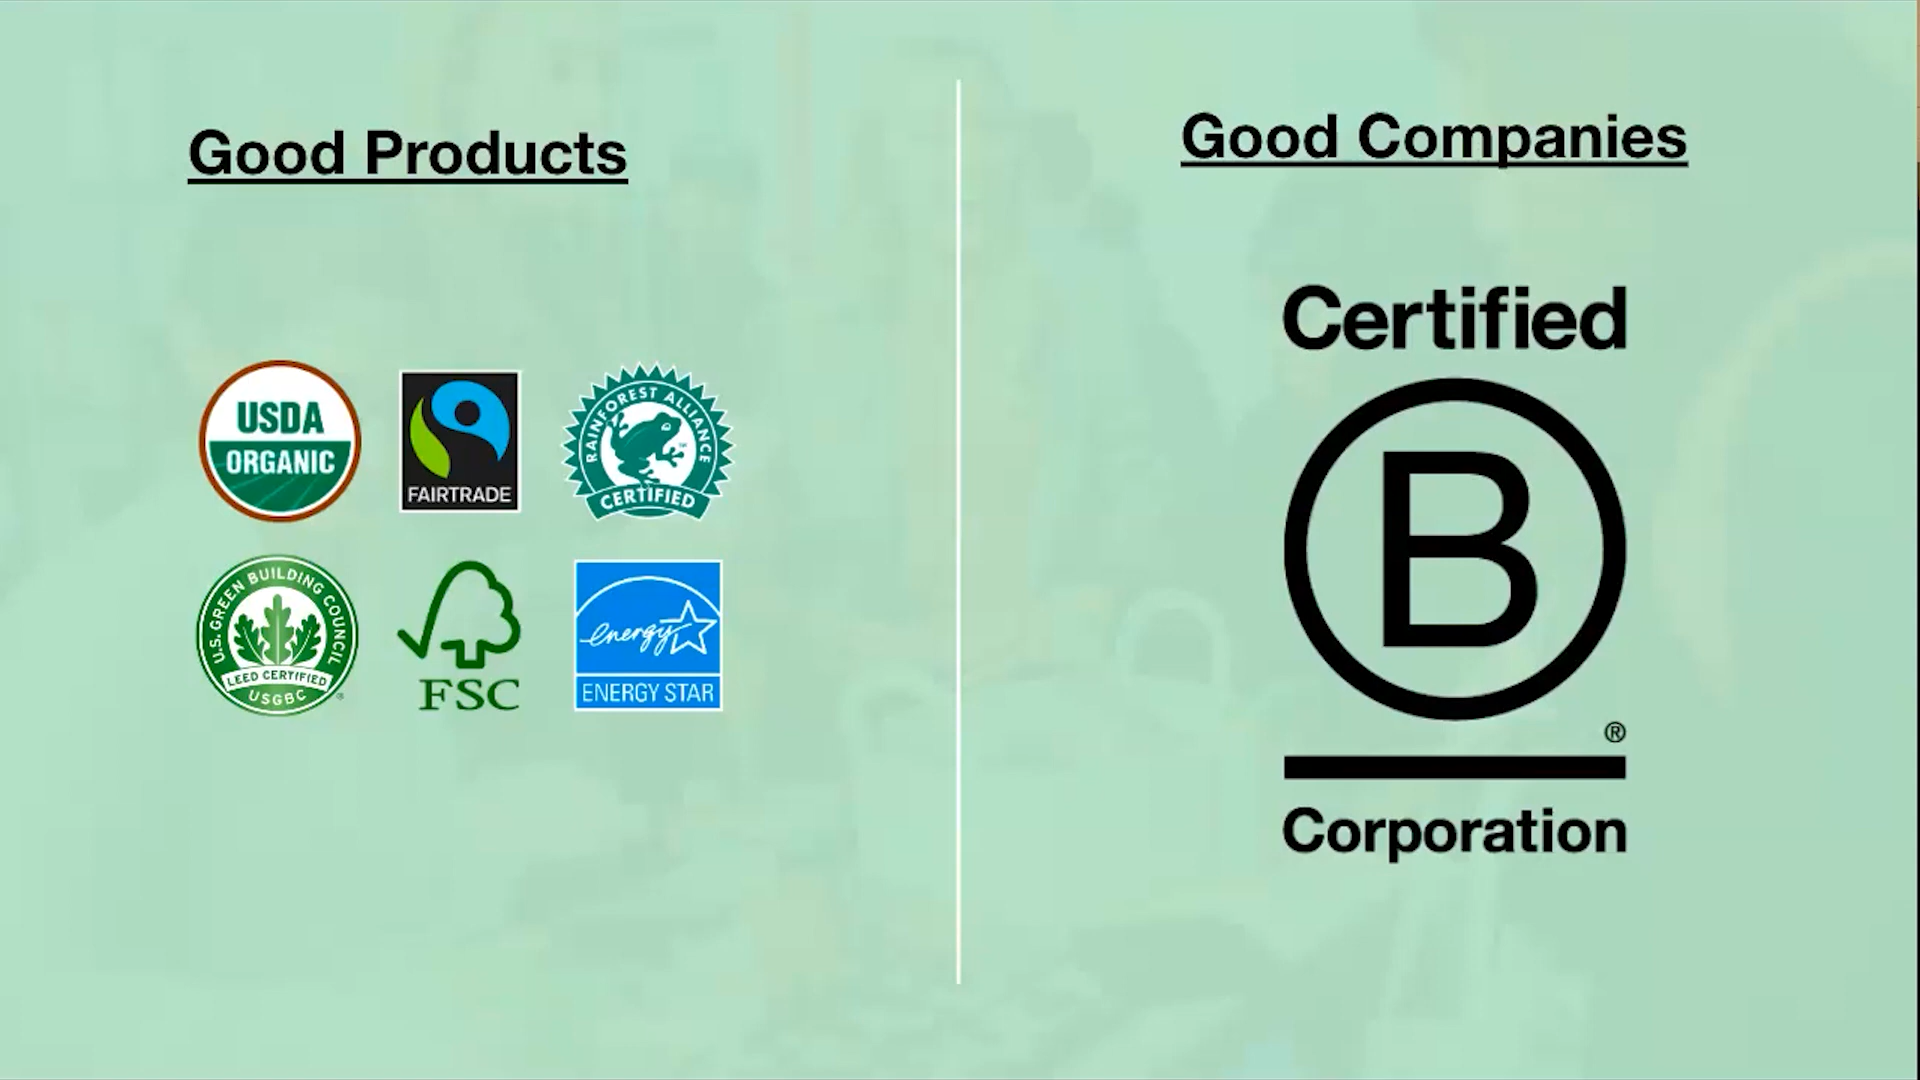 Good Products
USDA
ORGANIC
FAIRTRADE
RAINFOREST ALLIANCE
TM
CERTIFIED
U.S. GREEN BUILDING COUNCIL
LEED CERTIFIED
USGBC
®
FSC
energy
ENERGY STAR
Good Companies
Certified
B
®
Corporation